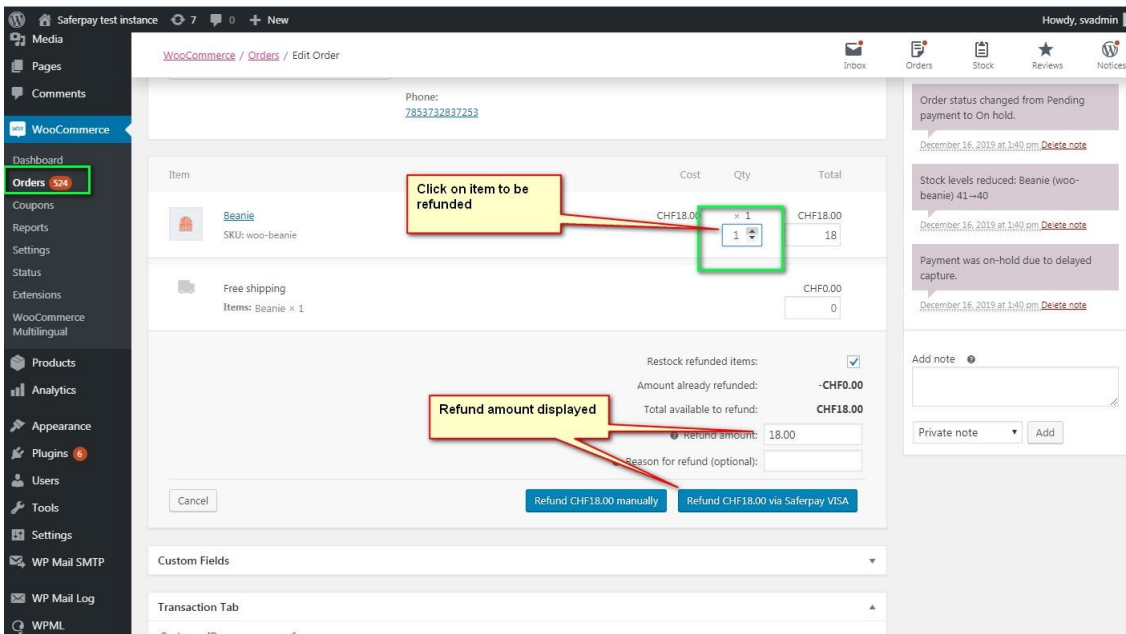 Saferpay test instance 7 0 + New Howdy, svadmin
Media
Pages
Comments
WooCommerce
Dashboard
Orders 524
Coupons
Reports
Settings
Status
Extensions
WooCommerce
Multilingual
Products
Analytics
Appearance
Plugins 6
Users
Tools
Settings
WP Mail SMTP
WP Mail Log
WPML
WooCommerce / Orders / Edit Order
Inbox
Orders
Stock
Reviews
Notices
Phone:
7853732837253
Item Cost Qty Total
Click on item to be
refunded
Beanie CHF18.00 × 1 CHF18.00
SKU: woo-beanie 1 18
Free shipping CHF0.00
Items: Beanie × 1 0
Restock refunded items:
Amount already refunded: -CHF0.00
Total available to refund: CHF18.00
Refund amount displayed
Refund amount: 18.00
Reason for refund (optional):
Cancel
Refund CHF18.00 manually
Refund CHF18.00 via Saferpay VISA
Custom Fields
Transaction Tab
Order status changed from Pending
payment to On hold.
December 16, 2019 at 1:40 pm Delete note
Stock levels reduced: Beanie (woo-
beanie) 41→40
December 16, 2019 at 1:40 pm Delete note
Payment was on-hold due to delayed
capture.
December 16, 2019 at 1:40 pm Delete note
Add note
Private note
Add